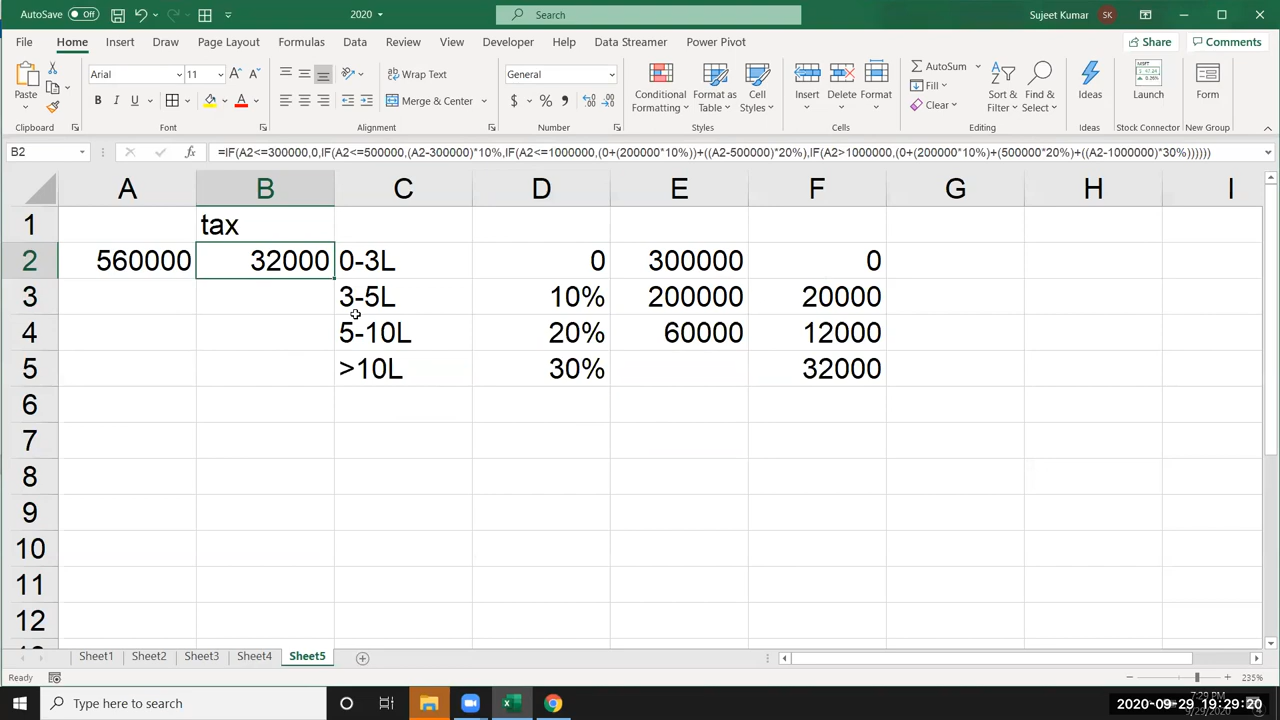 AutoSave Off 2020 Search Sujeet Kumar SK
File Home Insert Draw Page Layout Formulas Data Review View Developer Help Data Streamer Power Pivot Share Comments
Paste Arial 11 A A Wrap Text General Conditional Formatting Format as Table Cell Styles Insert Delete Format AutoSum Sort & Filter Find & Select Ideas Launch Form
B I U A Merge & Center $ % Fill Clear
Clipboard Font Alignment Number Styles Cells Editing Ideas Stock Connector New Group
B2 fx =IF(A2<=300000,0,IF(A2<=500000,(A2-300000)*10%,IF(A2<=1000000,(0+(200000*10%))+((A2-500000)*20%),IF(A2>1000000,(0+(200000*10%)+(500000*20%)+((A2-1000000)*30%))))))
A B C D E F G H I
1 tax
2 560000 32000 0-3L 0 300000 0
3 3-5L 10% 200000 20000
4 5-10L 20% 60000 12000
5 >10L 30% 32000
6
7
8
9
10
11
12
Sheet1 Sheet2 Sheet3 Sheet4 Sheet5
Ready 235%
Type here to search 7:29 PM
2020-09-29 19:29:20
9/29/2020